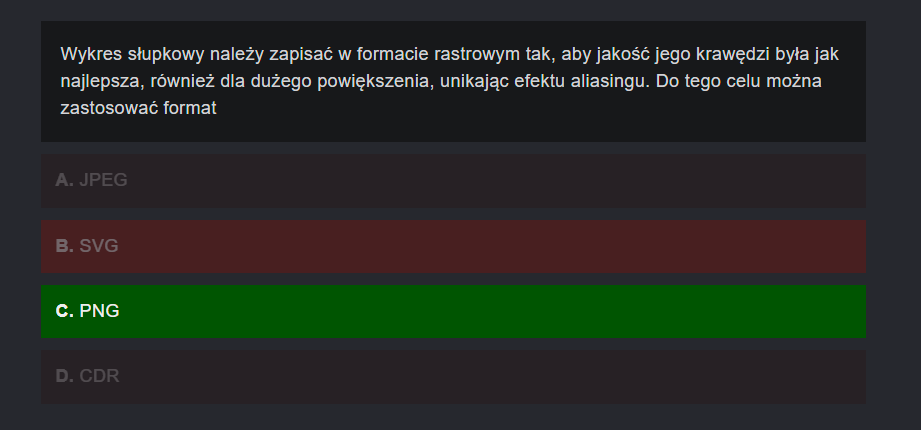 Wykres słupkowy należy zapisać w formacie rastrowym tak, aby jakość jego krawędzi była jak
najlepsza, również dla dużego powiększenia, unikając efektu aliasingu. Do tego celu można
zastosować format
A. JPEG
B. SVG
C. PNG
D. CDR